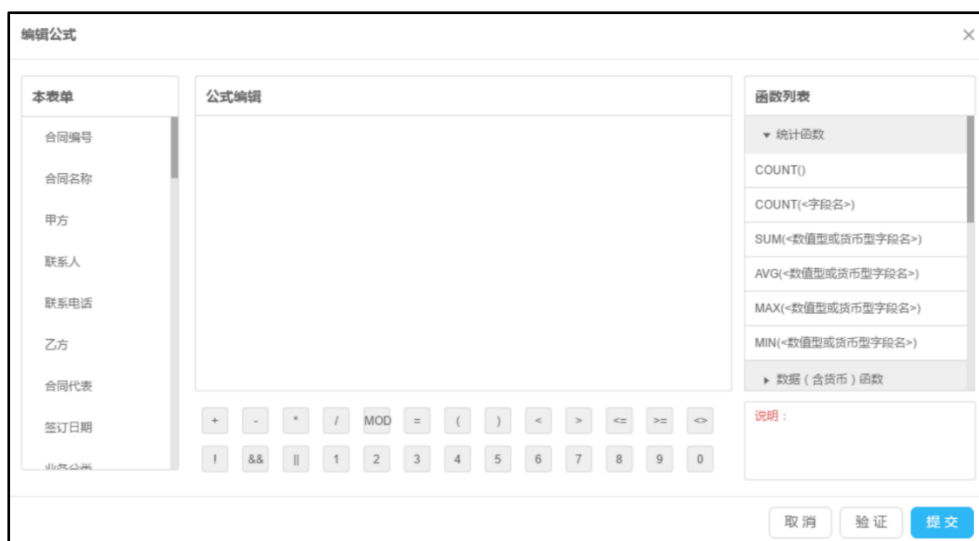 编辑公式
×
本表单
合同编号
合同名称
甲方
联系人
联系电话
乙方
合同代表
签订日期
业务分类
公式编辑
+ - * / MOD = ( ) < > <= >= <>
! && || 1 2 3 4 5 6 7 8 9 0
函数列表
统计函数
COUNT()
COUNT(<字段名>)
SUM(<数值型或货币型字段名>)
AVG(<数值型或货币型字段名>)
MAX(<数值型或货币型字段名>)
MIN(<数值型或货币型字段名>)
数据（含货币）函数
说明：
取消 验证 提交